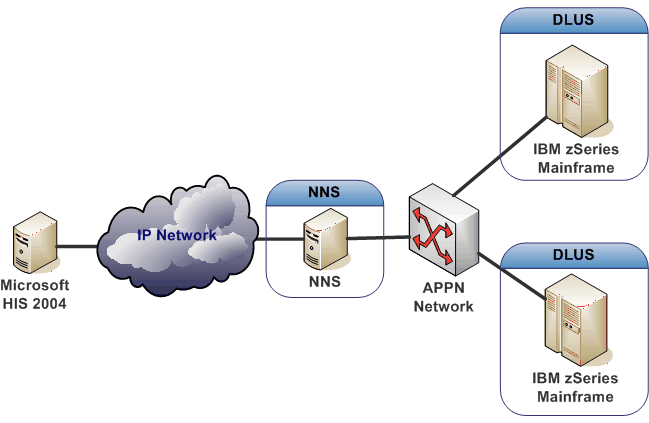 DLUS
IBM zSeries
Mainframe
NNS
IP Network
NNS
Microsoft
HIS 2004
APPN
Network
DLUS
IBM zSeries
Mainframe